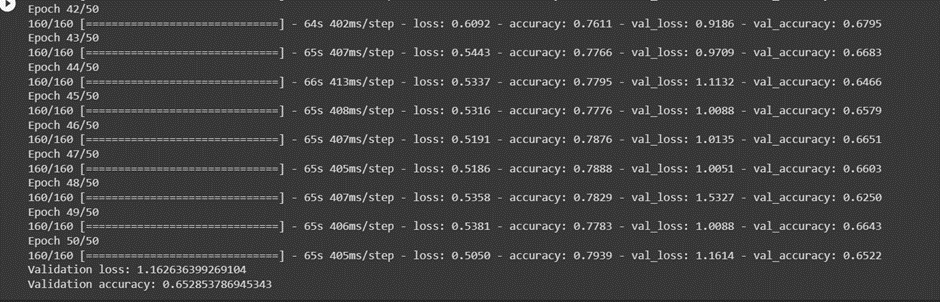 Epoch 42/50
160/160 [==============================] - 64s 402ms/step - loss: 0.6092 - accuracy: 0.7611 - val_loss: 0.9186 - val_accuracy: 0.6795
Epoch 43/50
160/160 [==============================] - 65s 407ms/step - loss: 0.5443 - accuracy: 0.7766 - val_loss: 0.9709 - val_accuracy: 0.6683
Epoch 44/50
160/160 [==============================] - 66s 413ms/step - loss: 0.5337 - accuracy: 0.7795 - val_loss: 1.1132 - val_accuracy: 0.6466
Epoch 45/50
160/160 [==============================] - 65s 408ms/step - loss: 0.5316 - accuracy: 0.7776 - val_loss: 1.0088 - val_accuracy: 0.6579
Epoch 46/50
160/160 [==============================] - 65s 407ms/step - loss: 0.5191 - accuracy: 0.7876 - val_loss: 1.0135 - val_accuracy: 0.6651
Epoch 47/50
160/160 [==============================] - 65s 405ms/step - loss: 0.5186 - accuracy: 0.7888 - val_loss: 1.0051 - val_accuracy: 0.6603
Epoch 48/50
160/160 [==============================] - 65s 407ms/step - loss: 0.5358 - accuracy: 0.7829 - val_loss: 1.5327 - val_accuracy: 0.6250
Epoch 49/50
160/160 [==============================] - 65s 406ms/step - loss: 0.5381 - accuracy: 0.7783 - val_loss: 1.0088 - val_accuracy: 0.6643
Epoch 50/50
160/160 [==============================] - 65s 405ms/step - loss: 0.5050 - accuracy: 0.7939 - val_loss: 1.1614 - val_accuracy: 0.6522
Validation loss: 1.162636399269104
Validation accuracy: 0.652853786945343